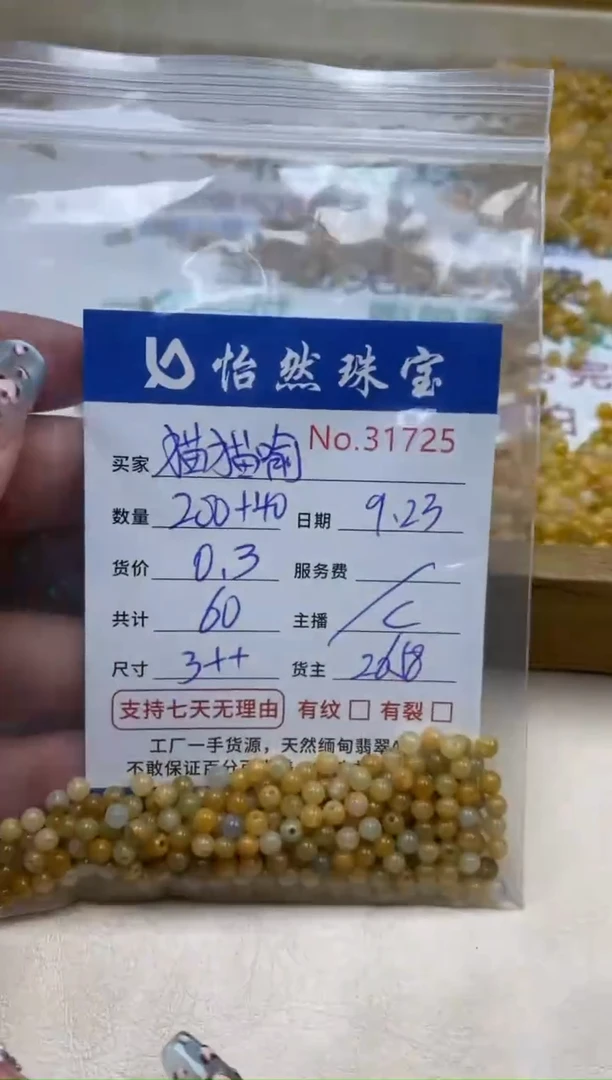 怡然珠宝
No.31725
买家 猫猫喻
数量 200+40 日期 9.23
货价 0.3 服务费 /
共计 60 主播 C
尺寸 3++ 货主 2658
支持七天无理由 有纹 □ 有裂 □
工厂一手货源，天然缅甸翡翠A
不敢保证百分